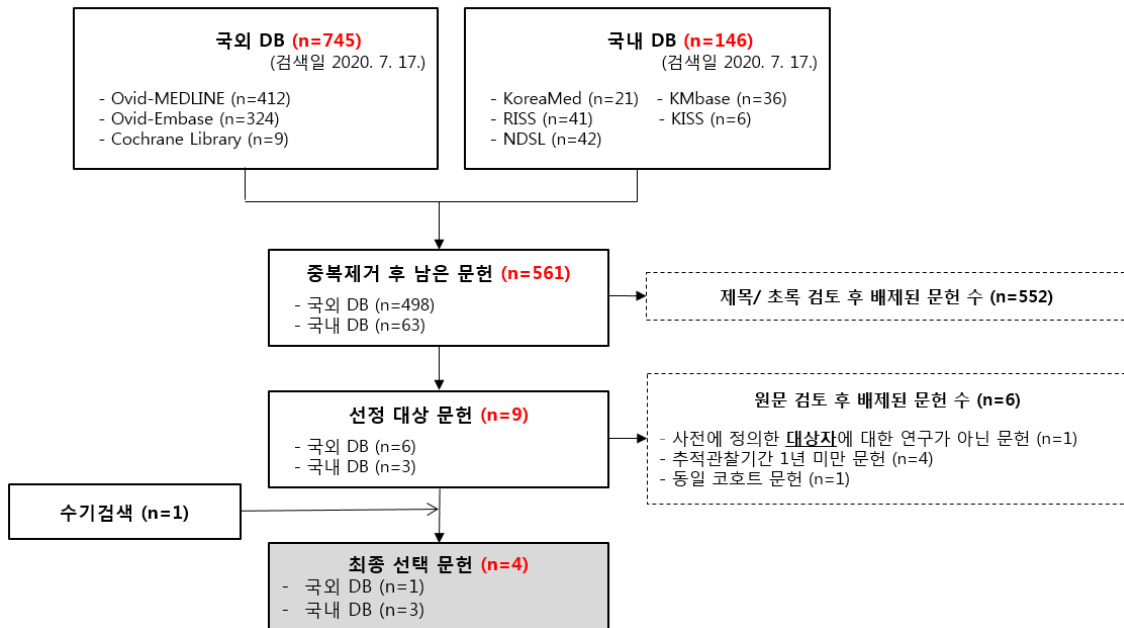 국외 DB (n=745)
(검색일 2020. 7. 17.)
- Ovid-MEDLINE (n=412)
- Ovid-Embase (n=324)
- Cochrane Library (n=9)
국내 DB (n=146)
(검색일 2020. 7. 17.)
- KoreaMed (n=21) - KMbase (n=36)
- RISS (n=41) - KISS (n=6)
- NDSL (n=42)
중복제거 후 남은 문헌 (n=561)
- 국외 DB (n=498)
- 국내 DB (n=63)
제목/ 초록 검토 후 배제된 문헌 수 (n=552)
선정 대상 문헌 (n=9)
- 국외 DB (n=6)
- 국내 DB (n=3)
원문 검토 후 배제된 문헌 수 (n=6)
- 사전에 정의한 대상자에 대한 연구가 아닌 문헌 (n=1)
- 추적관찰기간 1년 미만 문헌 (n=4)
- 동일 코호트 문헌 (n=1)
수기검색 (n=1)
최종 선택 문헌 (n=4)
- 국외 DB (n=1)
- 국내 DB (n=3)